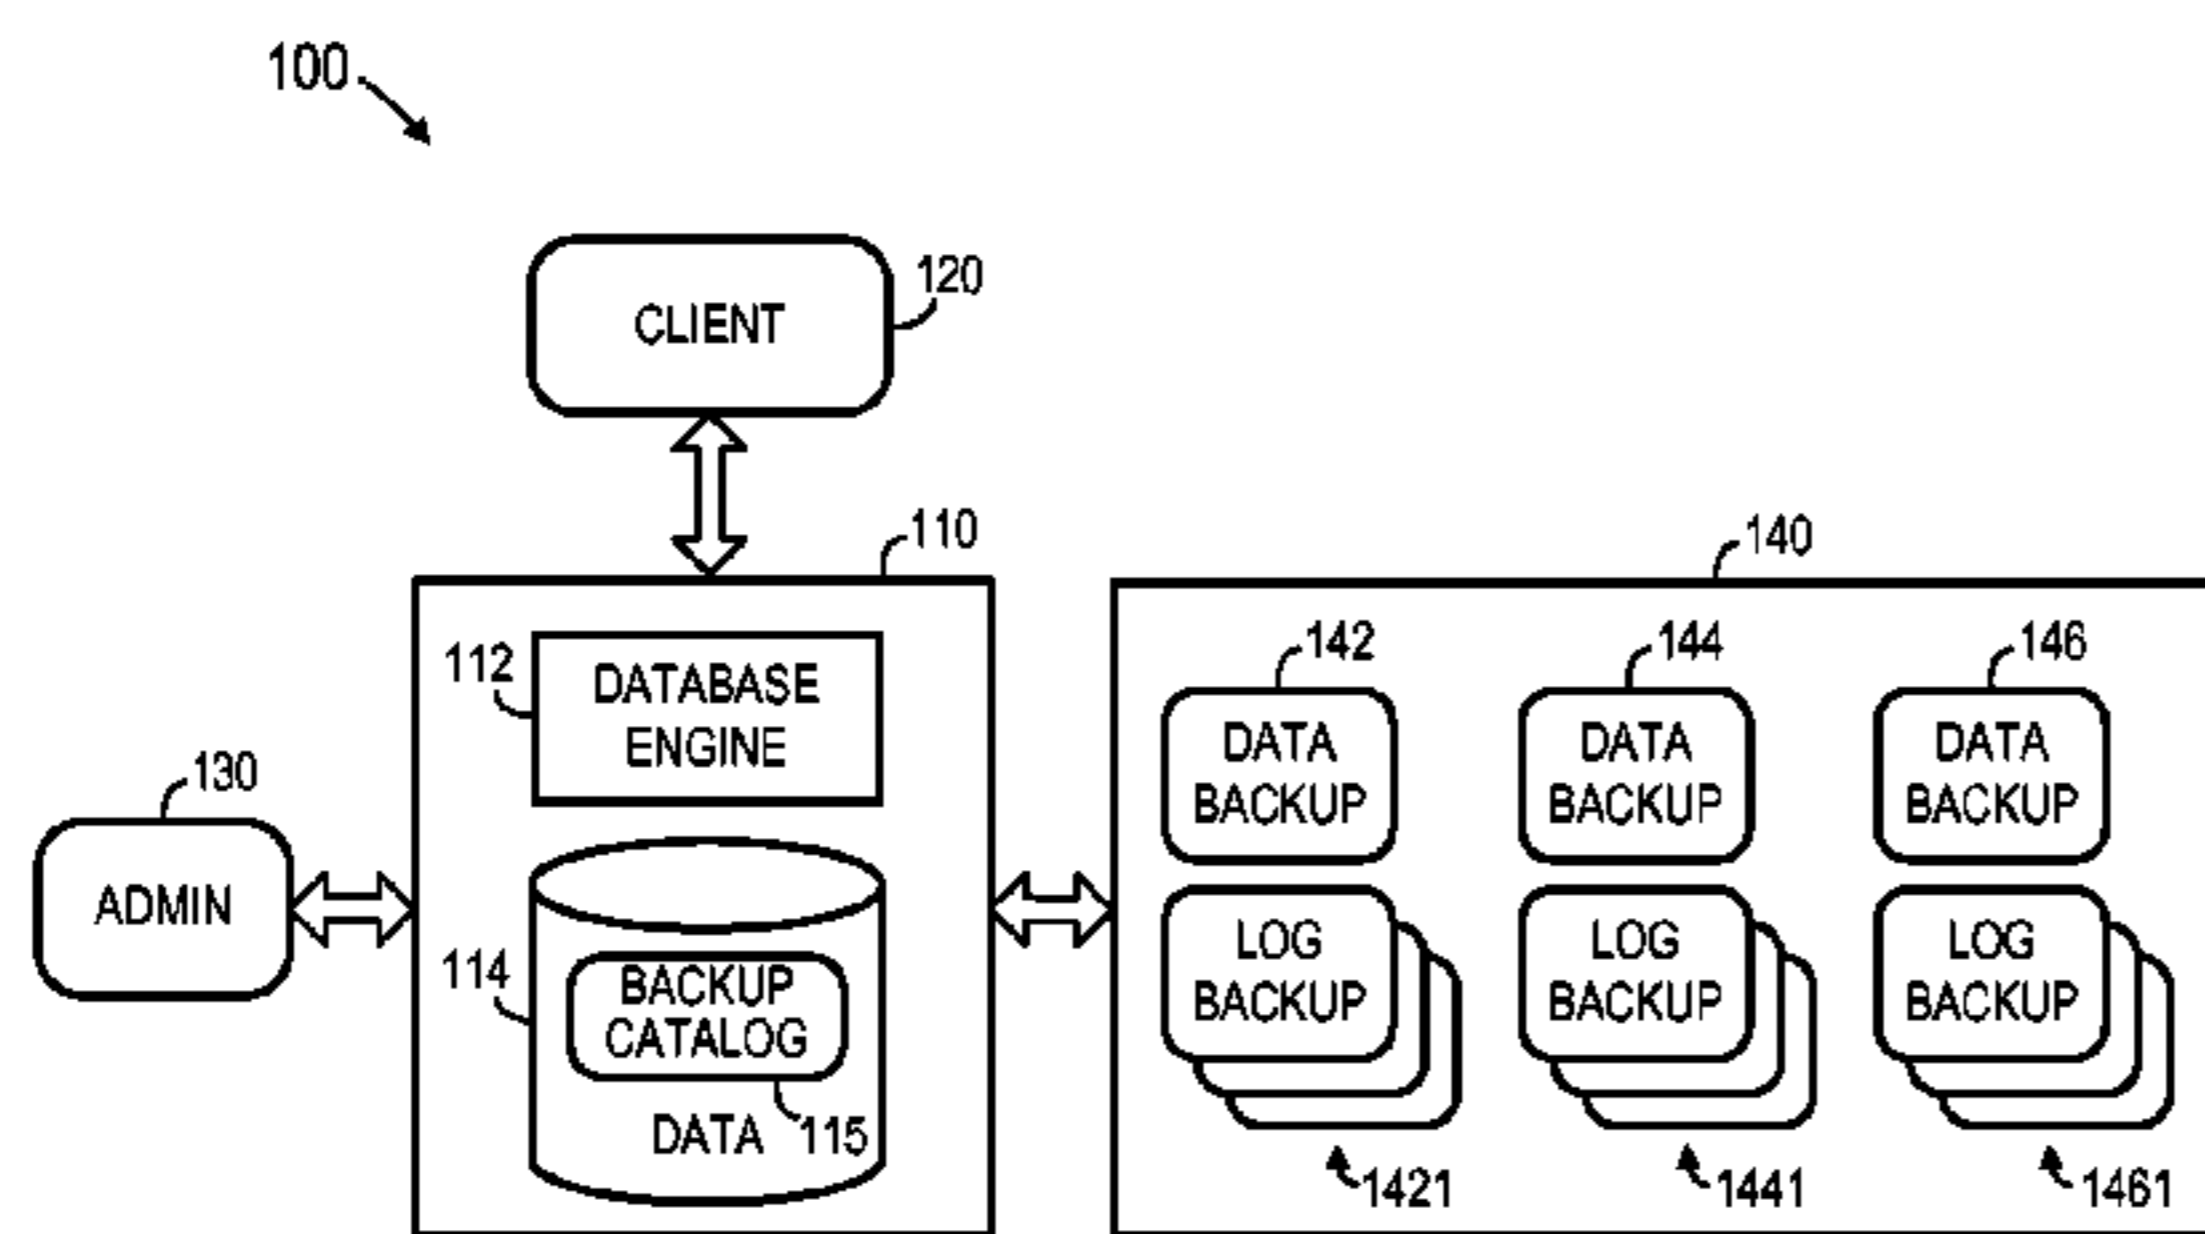 100
CLIENT
120
110
140
112
DATABASE
ENGINE
142
144
146
DATA
BACKUP
DATA
BACKUP
DATA
BACKUP
130
ADMIN
114
BACKUP
CATALOG
DATA
115
LOG
BACKUP
LOG
BACKUP
LOG
BACKUP
1421
1441
1461